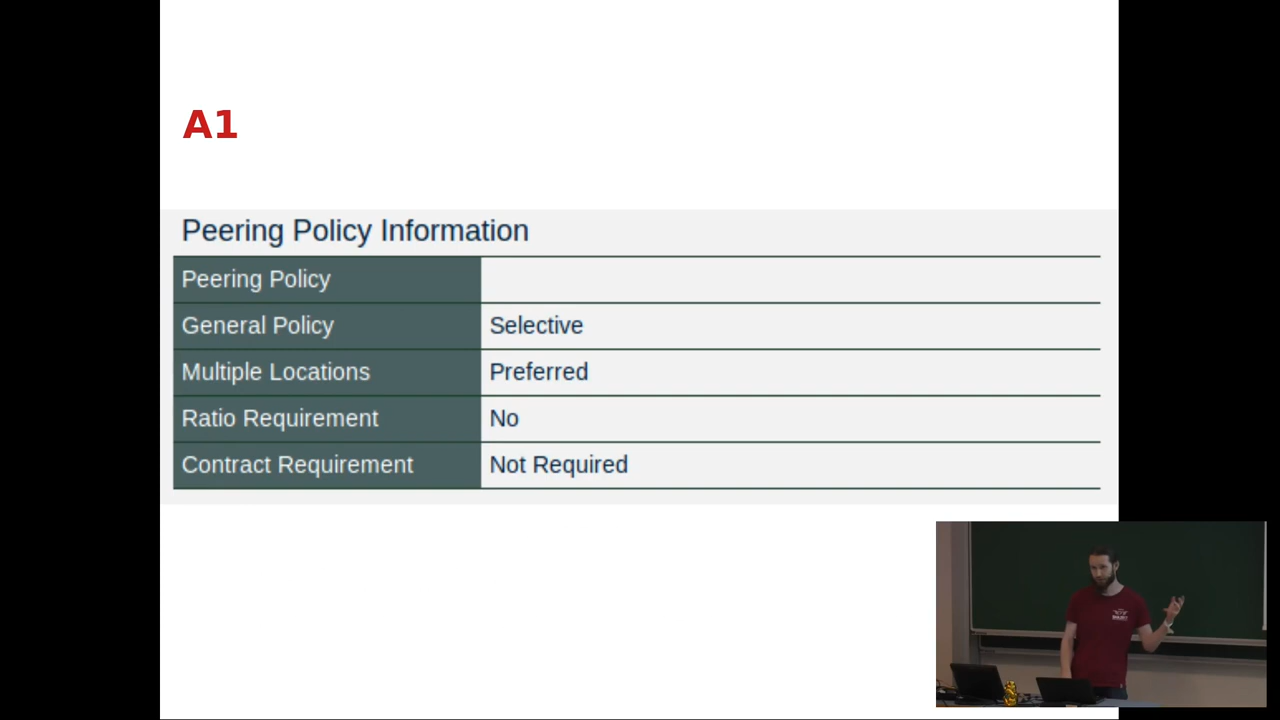 A1
Peering Policy Information
Peering Policy
General Policy Selective
Multiple Locations Preferred
Ratio Requirement No
Contract Requirement Not Required